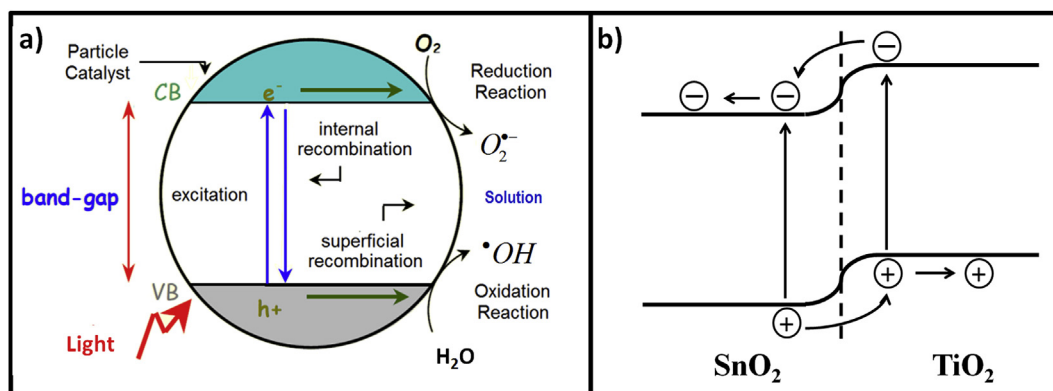 a)
Particle
Catalyst
O₂
Reduction
Reaction
CB
e⁻
internal
recombination
O₂•⁻
band-gap
excitation
Solution
superficial
recombination
•OH
VB
h+
Oxidation
Reaction
Light
H₂O
b)
−
− −
+ +
+
SnO₂ TiO₂